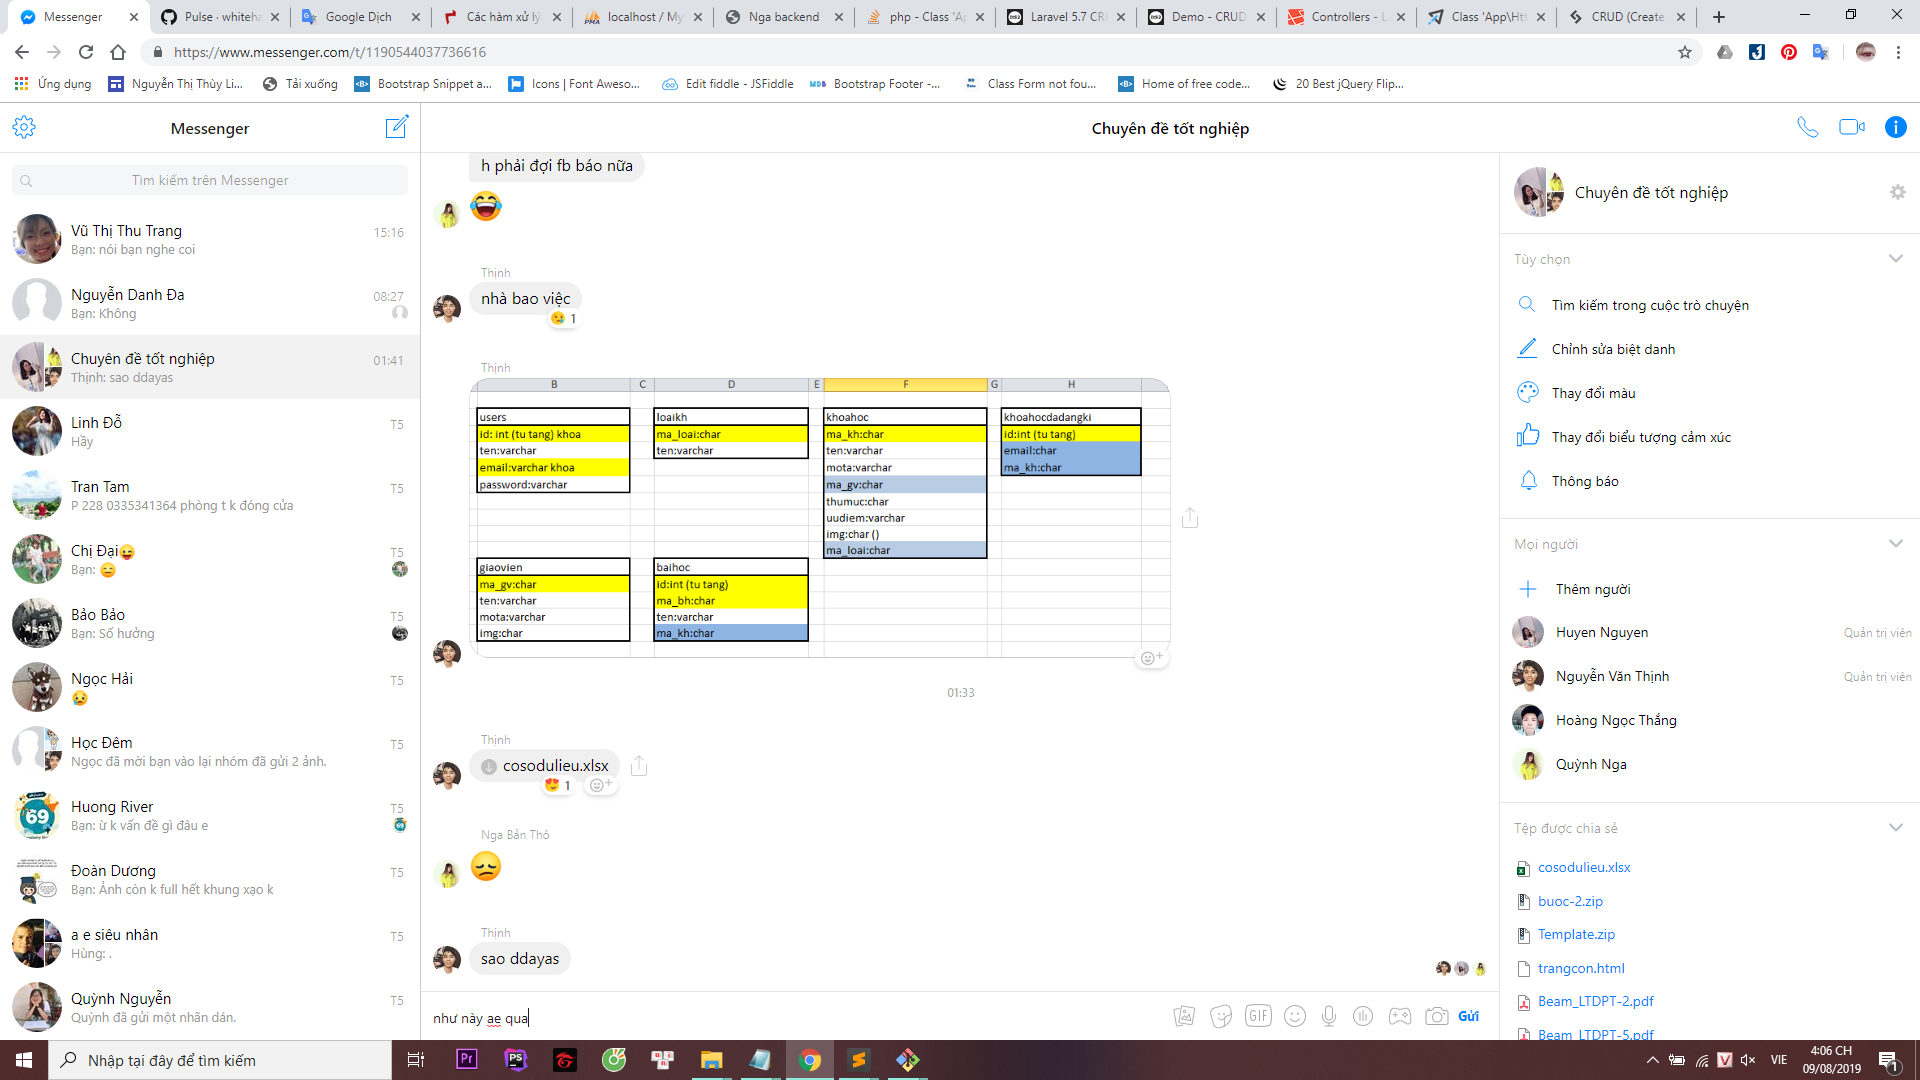 Messenger
Pulse · whiteha
Google Dịch
Các hàm xử lý
localhost / My
Nga backend
php - Class 'Ap
Laravel 5.7 CRU
Demo - CRUD
Controllers - L
Class 'App\Htt
CRUD (Create
https://www.messenger.com/t/1190544037736616
Ứng dụng
Nguyễn Thị Thùy Li...
Tải xuống
Bootstrap Snippet a...
Icons | Font Aweso...
Edit fiddle - JSFiddle
Bootstrap Footer -...
Class Form not fou...
Home of free code...
20 Best jQuery Flip...
Messenger
Tìm kiếm trên Messenger
Vũ Thị Thu Trang
15:16
Bạn: nói bạn nghe coi
Nguyễn Danh Đa
08:27
Bạn: Không
Chuyên đề tốt nghiệp
01:41
Thịnh: sao ddayas
Linh Đỗ
T5
Hầy
Tran Tam
T5
P 228 0335341364 phòng t k đóng cửa
Chị Đại😜
T5
Bạn: 😑
Bảo Bảo
T5
Bạn: Số hưởng
Ngọc Hải
T5
😥
Học Đêm
T5
Ngọc đã mời bạn vào lại nhóm đã gửi 2 ảnh.
Huong River
T5
Bạn: ừ k vấn đề gì đâu e
Đoàn Dương
T5
Bạn: Ảnh còn k full hết khung xạo k
a e siêu nhân
T5
Hùng: .
Quỳnh Nguyễn
T5
Quỳnh đã gửi một nhãn dán.
Chuyên đề tốt nghiệp
h phải đợi fb báo nữa
😂
Thịnh
nhà bao việc
😢 1
Thịnh
B C D E F G H
users
id: int (tu tang) khoa
ten:varchar
email:varchar khoa
password:varchar
loaikh
ma_loai:char
ten:varchar
khoahoc
ma_kh:char
ten:varchar
mota:varchar
ma_gv:char
thumuc:char
uudiem:varchar
img:char ()
ma_loai:char
khoahocdadangki
id:int (tu tang)
email:char
ma_kh:char
giaovien
ma_gv:char
ten:varchar
mota:varchar
img:char
baihoc
id:int (tu tang)
ma_bh:char
ten:varchar
ma_kh:char
01:33
Thịnh
cosodulieu.xlsx
😍 1
Nga Bản Thô
😞
Thịnh
sao ddayas
như này ae qua
GIF
Gửi
Chuyên đề tốt nghiệp
Tùy chọn
Tìm kiếm trong cuộc trò chuyện
Chỉnh sửa biệt danh
Thay đổi màu
Thay đổi biểu tượng cảm xúc
Thông báo
Mọi người
Thêm người
Huyen Nguyen
Quản trị viên
Nguyễn Văn Thịnh
Quản trị viên
Hoàng Ngọc Thắng
Quỳnh Nga
Tệp được chia sẻ
cosodulieu.xlsx
buoc-2.zip
Template.zip
trangcon.html
Beam_LTDPT-2.pdf
Beam_LTDPT-5.pdf
Nhập tại đây để tìm kiếm
VIE
4:06 CH
09/08/2019